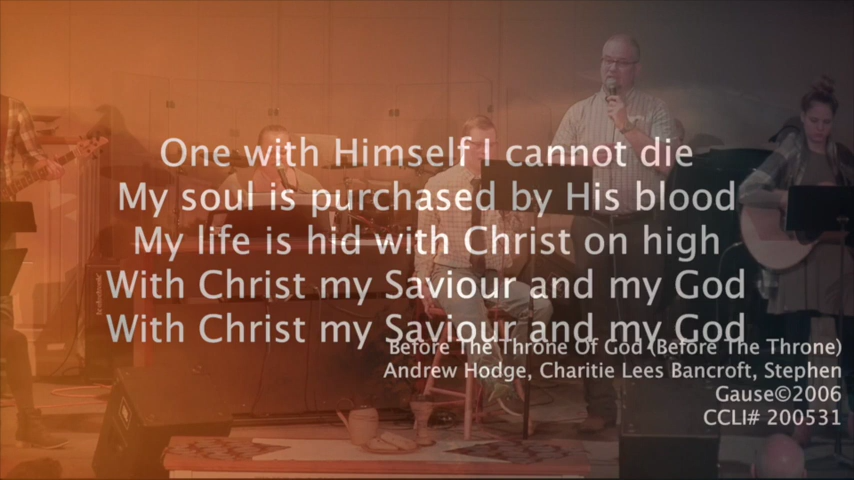 One with Himself I cannot die
My soul is purchased by His blood
My life is hid with Christ on high
With Christ my Saviour and my God
With Christ my Saviour and my God
Before The Throne Of God (Before The Throne)
Andrew Hodge, Charitie Lees Bancroft, Stephen
Gause©2006
CCLI# 200531